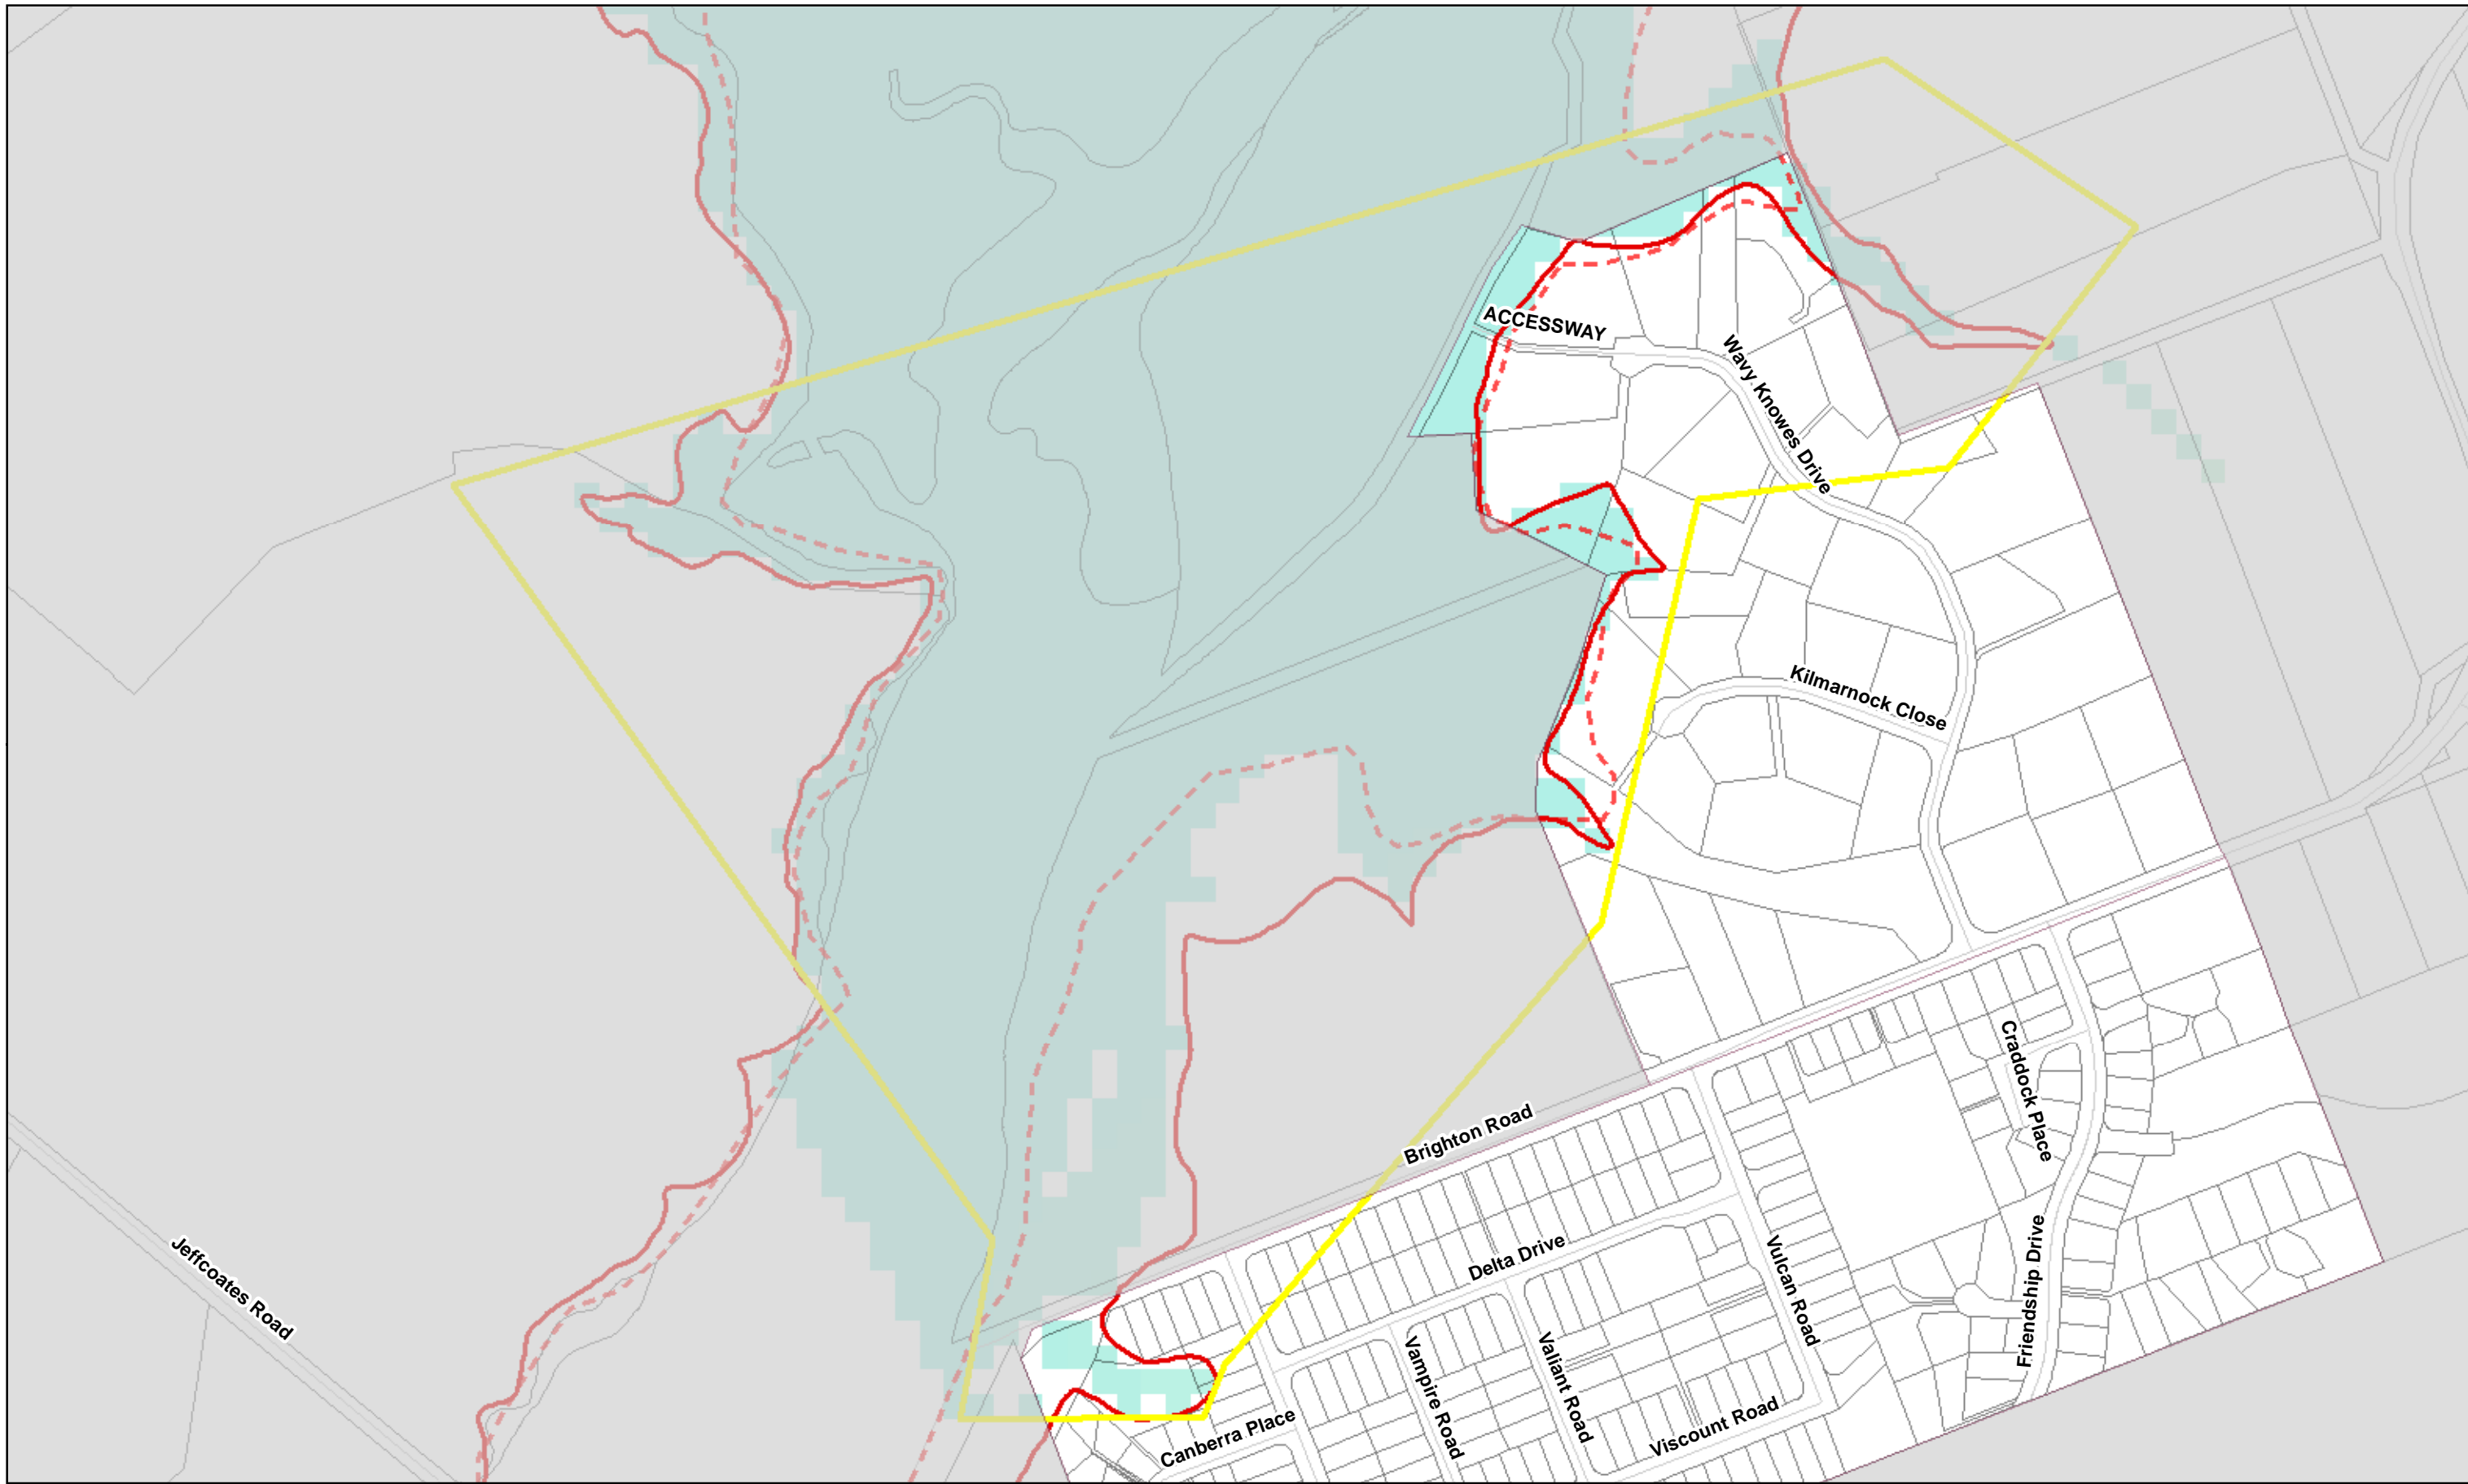 ACCESSWAY
Wavy Knowes Drive
Kilmarnock Close
Craddock Place
Brighton Road
Delta Drive
Vulcan Road
Friendship Drive
Jeffcoates Road
Vampire Road
Valiant Road
Viscount Road
Canberra Place